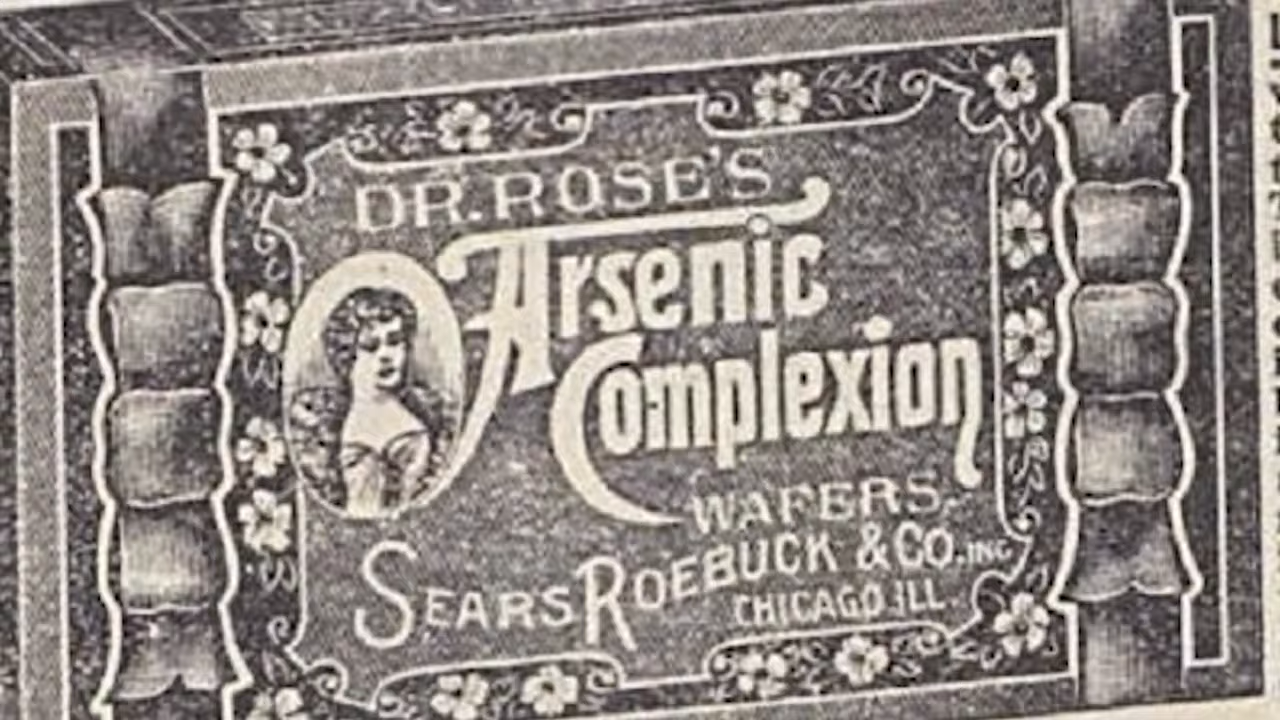 DR. ROSE'S
Arsenic
Complexion
WAFERS.
SEARS ROEBUCK & CO. INC
CHICAGO. ILL.